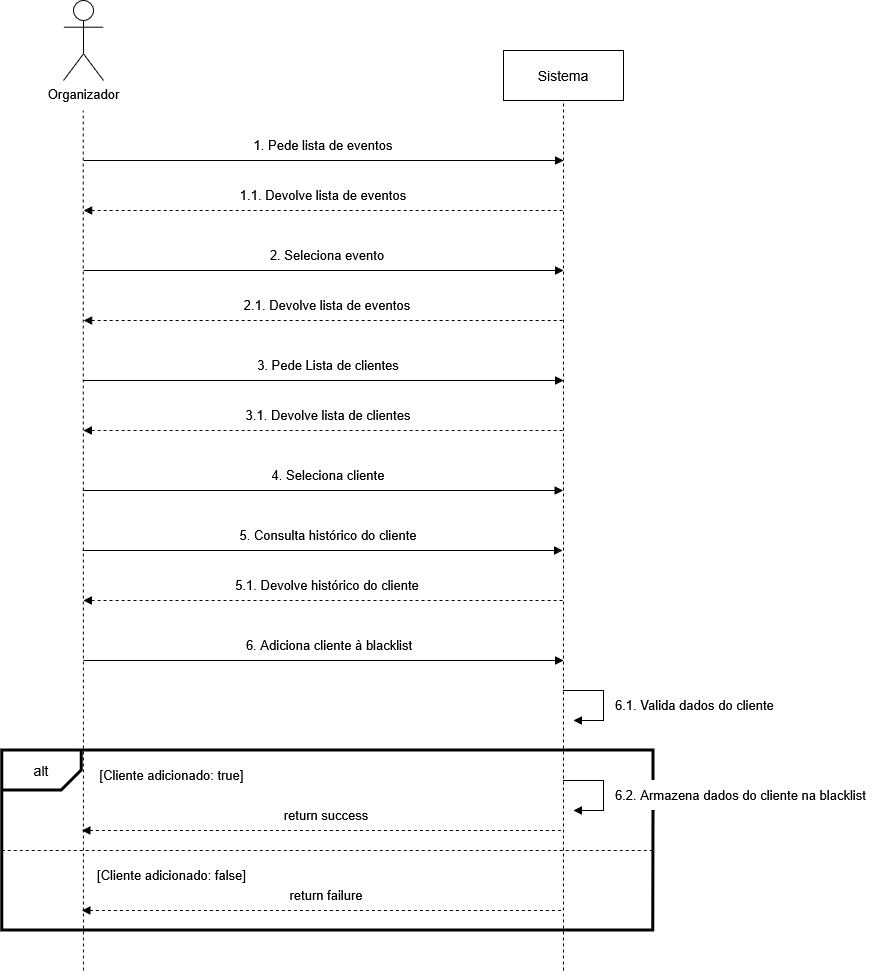 Organizador
Sistema
1. Pede lista de eventos
1.1. Devolve lista de eventos
2. Seleciona evento
2.1. Devolve lista de eventos
3. Pede Lista de clientes
3.1. Devolve lista de clientes
4. Seleciona cliente
5. Consulta histórico do cliente
5.1. Devolve histórico do cliente
6. Adiciona cliente à blacklist
6.1. Valida dados do cliente
alt
[Cliente adicionado: true]
6.2. Armazena dados do cliente na blacklist
return success
[Cliente adicionado: false]
return failure